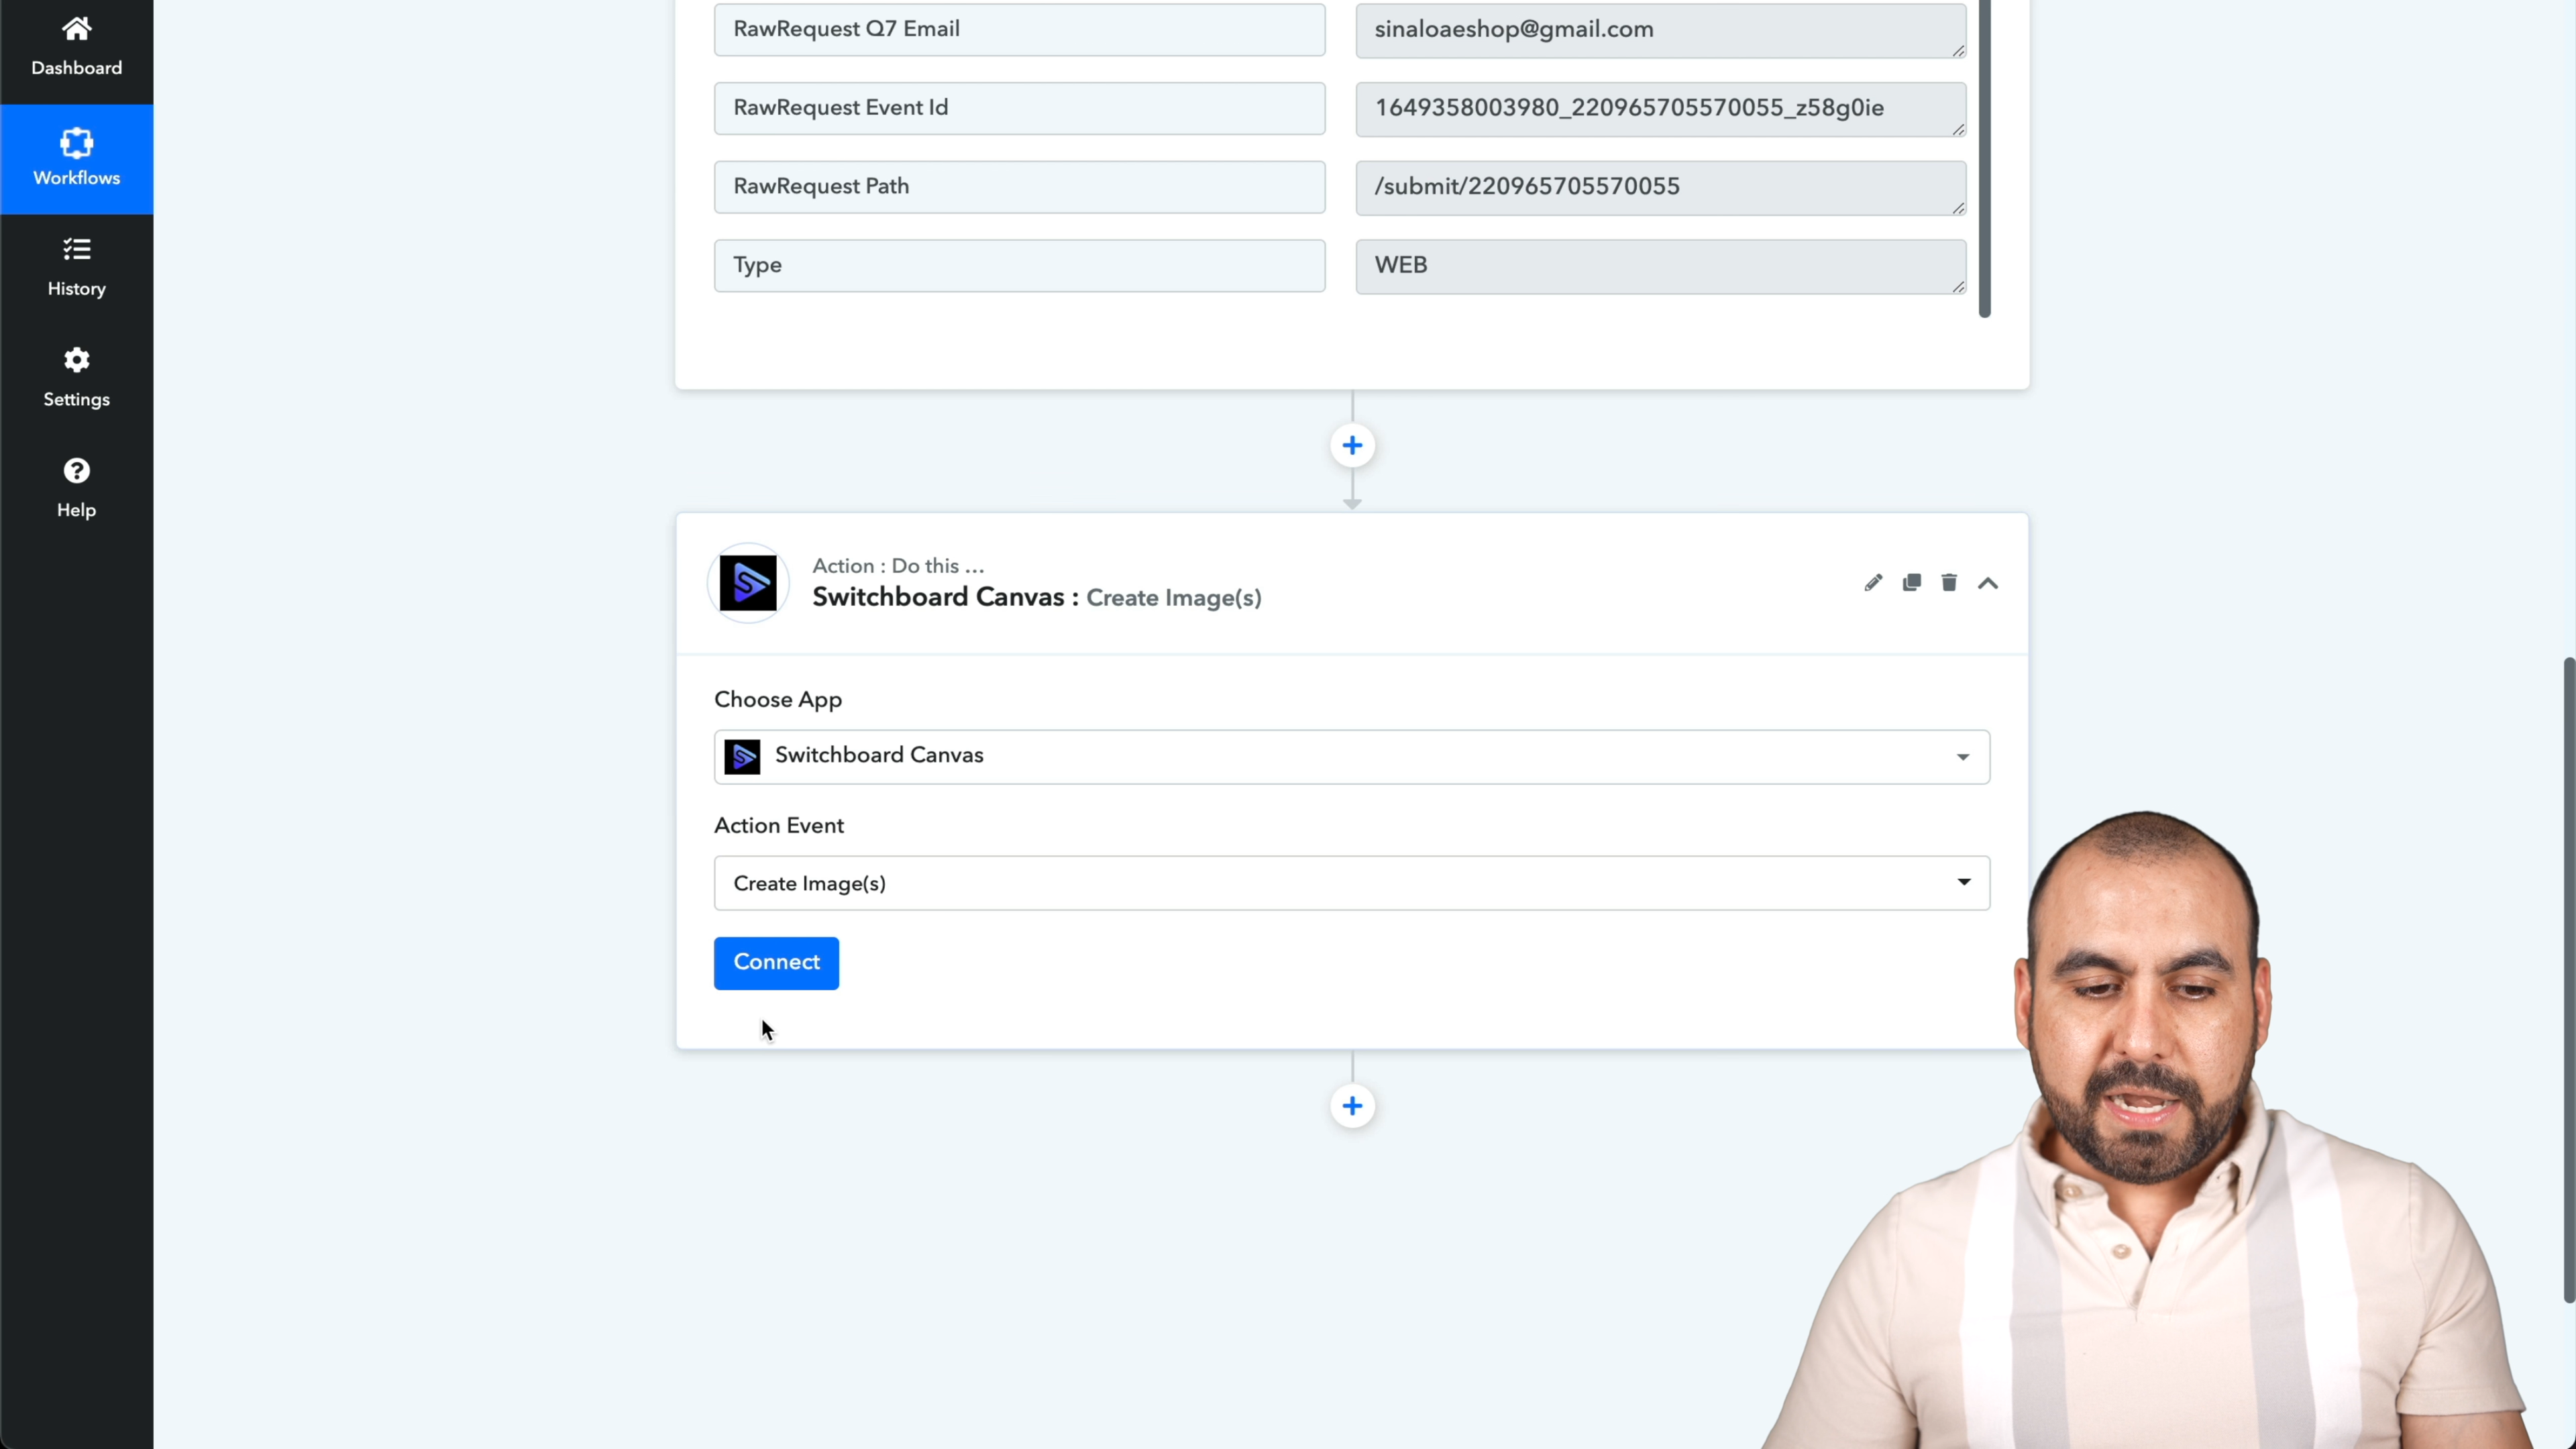 Dashboard
Workflows
History
Settings
Help
RawRequest Q7 Email
sinaloaeshop@gmail.com
RawRequest Event Id
1649358003980_220965705570055_z58g0ie
RawRequest Path
/submit/220965705570055
Type
WEB
Action : Do this ...
Switchboard Canvas : Create Image(s)
Choose App
Switchboard Canvas
Action Event
Create Image(s)
Connect